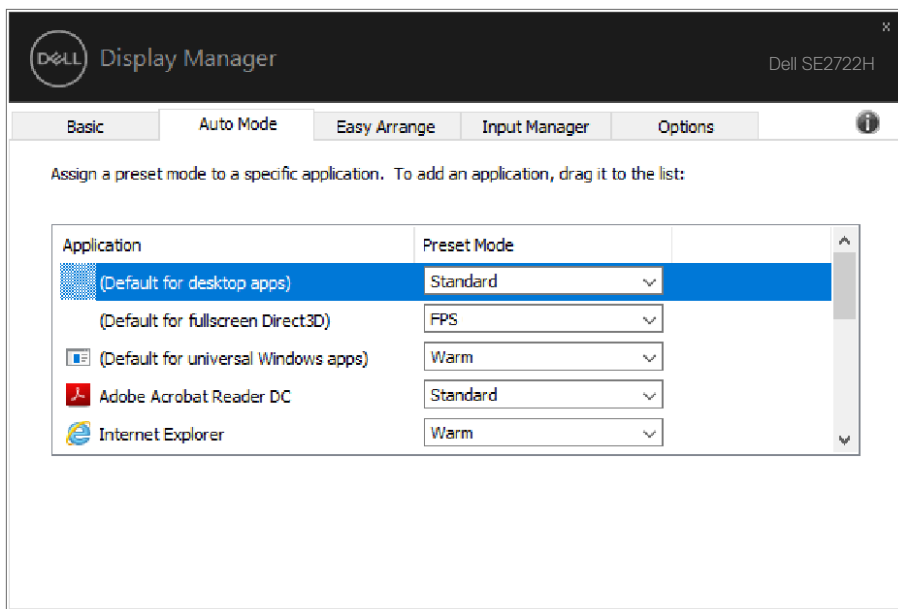 x
DELL Display Manager
Dell SE2722H
Basic Auto Mode Easy Arrange Input Manager Options
Assign a preset mode to a specific application. To add an application, drag it to the list:
Application Preset Mode
(Default for desktop apps) Standard
(Default for fullscreen Direct3D) FPS
(Default for universal Windows apps) Warm
Adobe Acrobat Reader DC Standard
Internet Explorer Warm